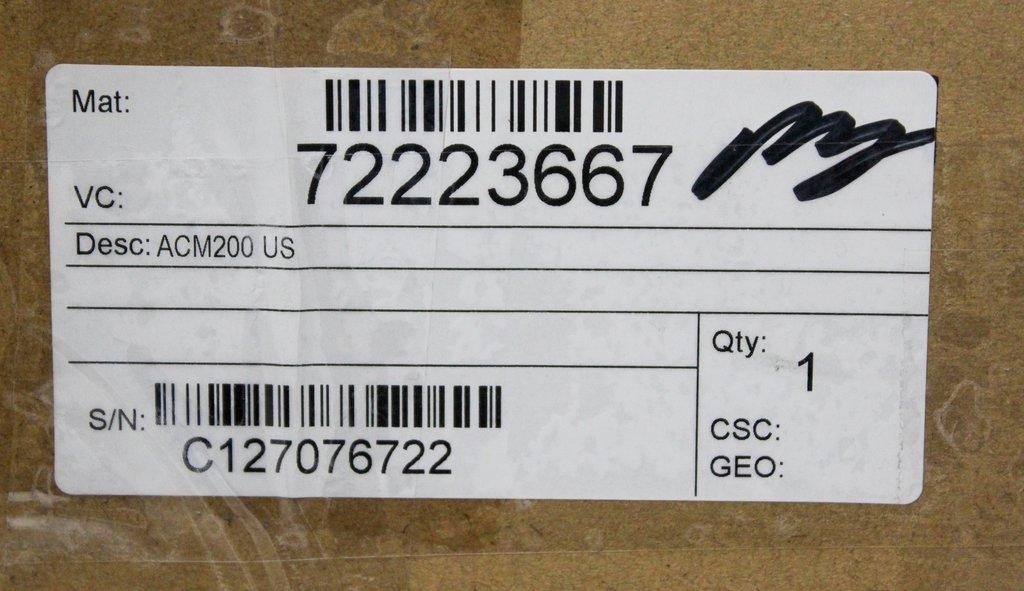 Mat:
72223667
VC:
Desc: ACM200 US
Qty:
1
S/N:
C127076722
CSC:
GEO: